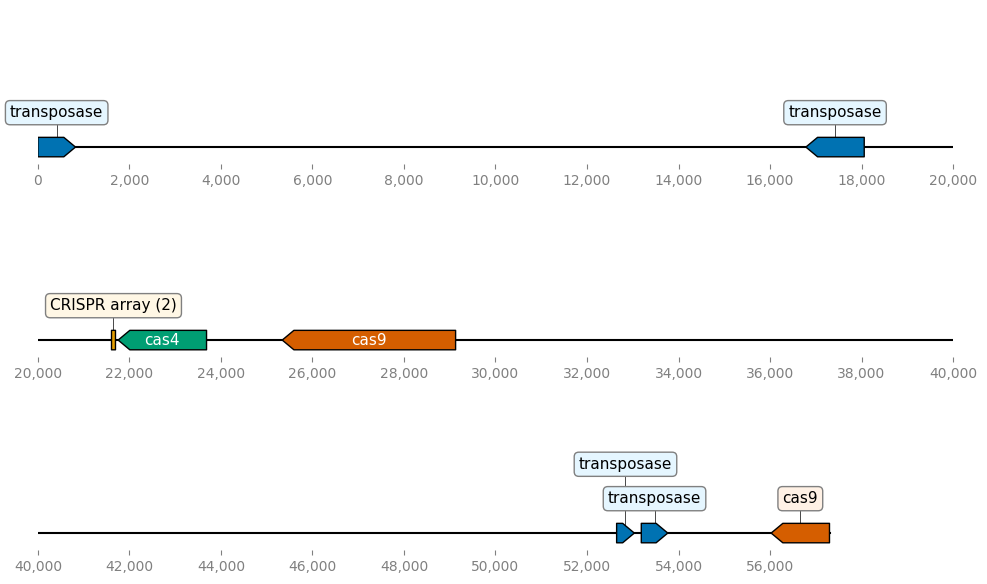 transposase transposase
0 2,000 4,000 6,000 8,000 10,000 12,000 14,000 16,000 18,000 20,000
CRISPR array (2)
cas4 cas9
20,000 22,000 24,000 26,000 28,000 30,000 32,000 34,000 36,000 38,000 40,000
transposase
transposase cas9
40,000 42,000 44,000 46,000 48,000 50,000 52,000 54,000 56,000